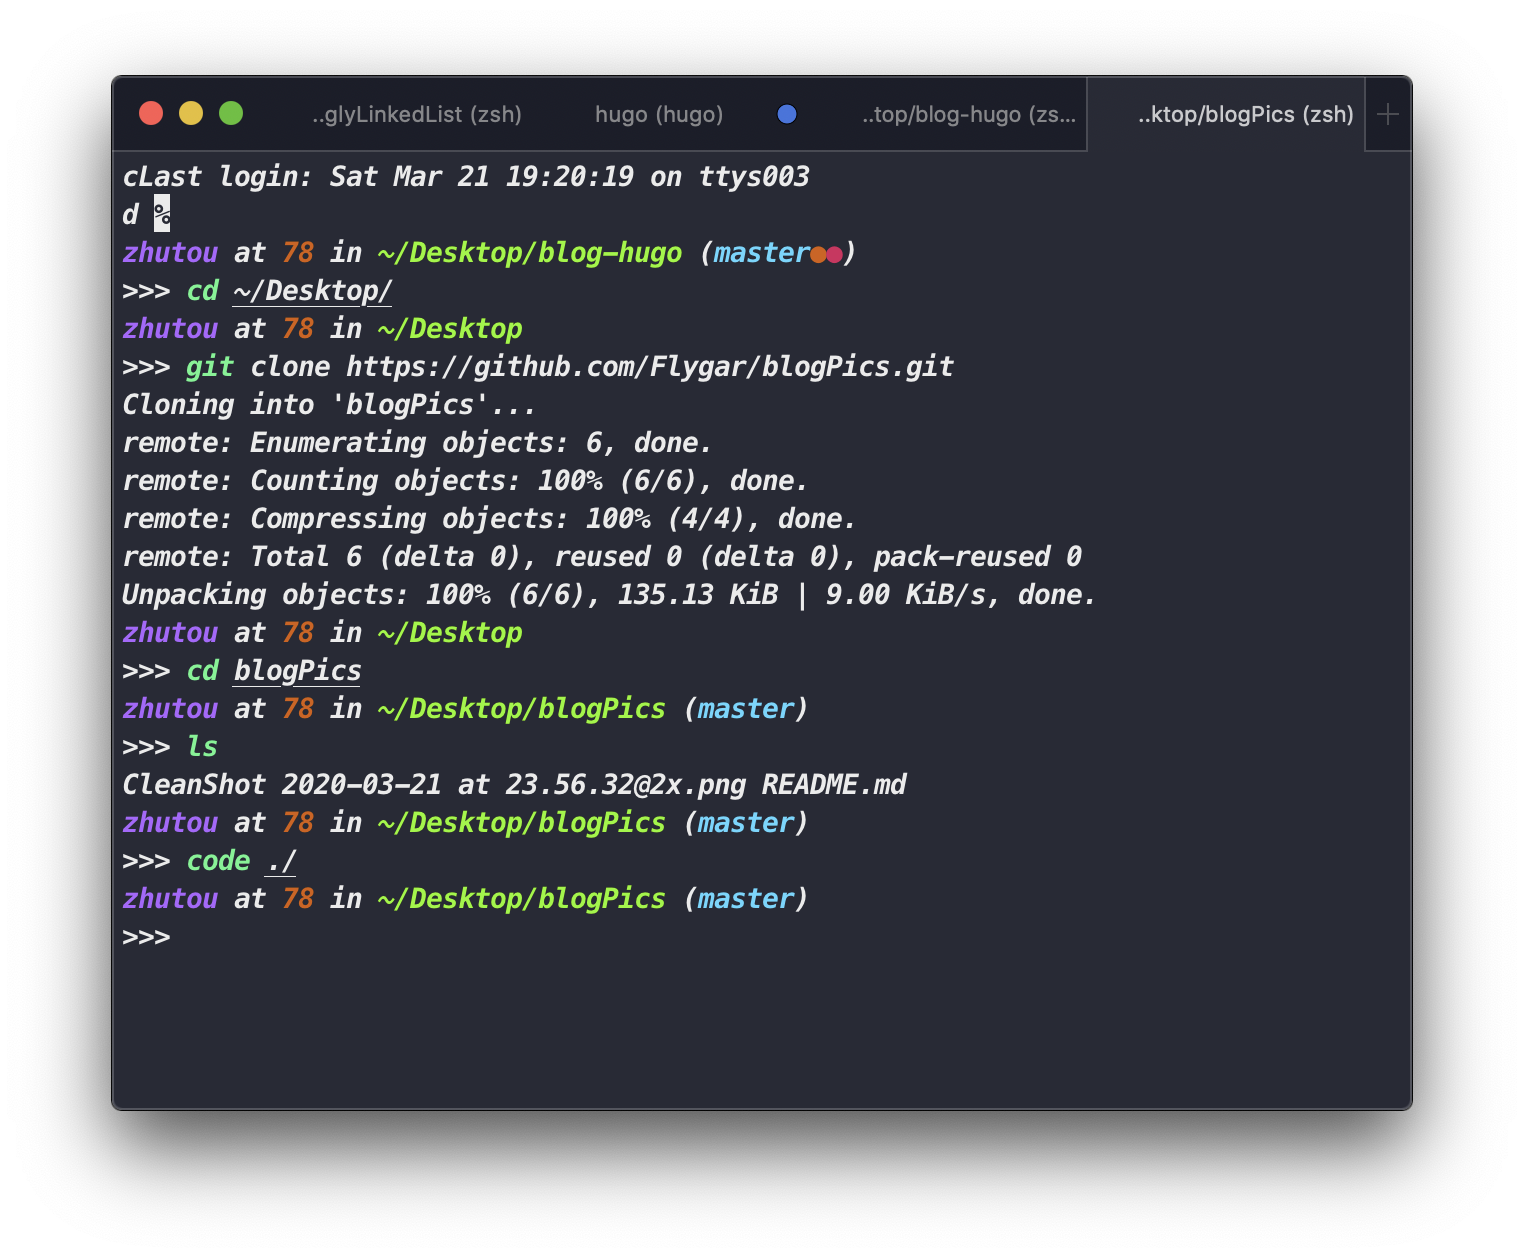 ..glyLinkedList (zsh) hugo (hugo) ..top/blog-hugo (zs... ..ktop/blogPics (zsh) +
cLast login: Sat Mar 21 19:20:19 on ttys003
d %
zhutou at 78 in ~/Desktop/blog-hugo (master●●)
>>> cd ~/Desktop/
zhutou at 78 in ~/Desktop
>>> git clone https://github.com/Flygar/blogPics.git
Cloning into 'blogPics'...
remote: Enumerating objects: 6, done.
remote: Counting objects: 100% (6/6), done.
remote: Compressing objects: 100% (4/4), done.
remote: Total 6 (delta 0), reused 0 (delta 0), pack-reused 0
Unpacking objects: 100% (6/6), 135.13 KiB | 9.00 KiB/s, done.
zhutou at 78 in ~/Desktop
>>> cd blogPics
zhutou at 78 in ~/Desktop/blogPics (master)
>>> ls
CleanShot 2020-03-21 at 23.56.32@2x.png README.md
zhutou at 78 in ~/Desktop/blogPics (master)
>>> code ./
zhutou at 78 in ~/Desktop/blogPics (master)
>>>